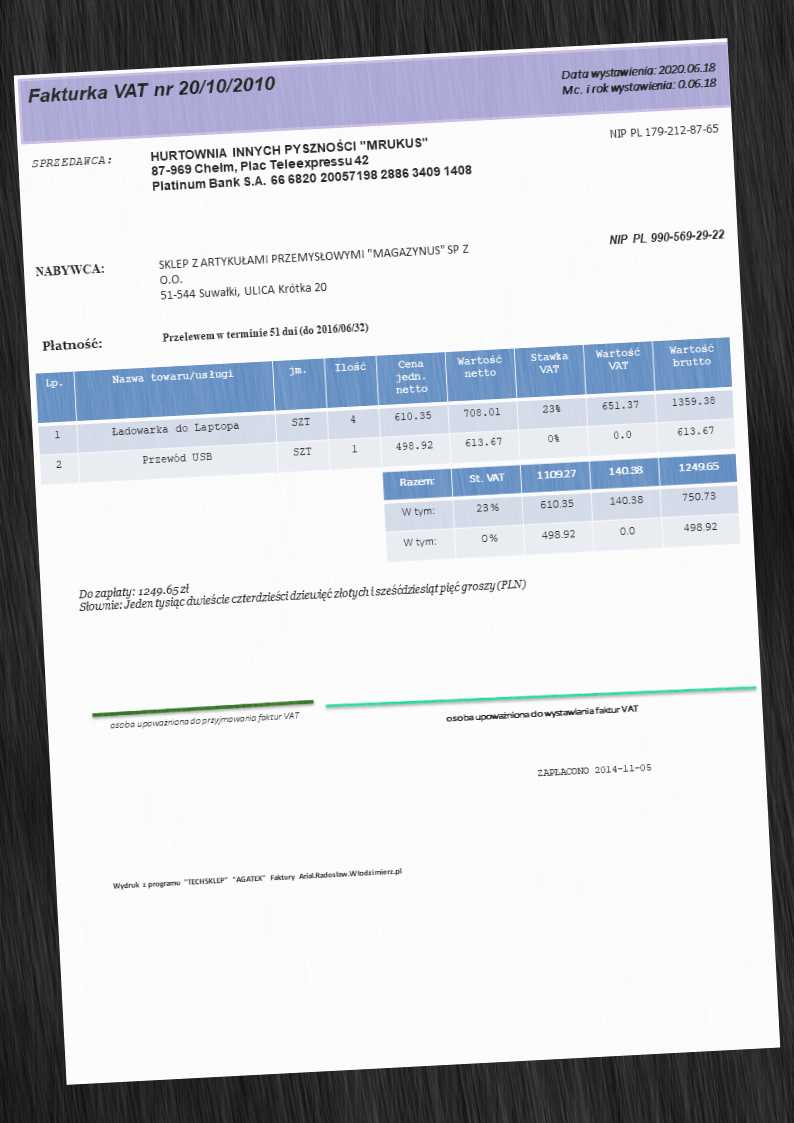 Fakturka VAT nr 20/10/2010
Data wystawienia: 2020.06.18
Mc. i rok wystawienia: 0.06.18
SPRZEDAWCA:
HURTOWNIA INNYCH PYSZNOŚCI "MRUKUS"
87-969 Chełm, Plac Teleexpressu 42
Platinum Bank S.A. 66 6820 20057198 2886 3409 1408
NIP PL 179-212-87-65
NABYWCA:
SKLEP Z ARTYKUŁAMI PRZEMYSŁOWYMI "MAGAZYNUS" SP Z
O.O.
51-544 Suwałki, ULICA Krótka 20
NIP PL 990-569-29-22
Płatność:
Przelewem w terminie 51 dni (do 2016/06/32)
Lp. Nazwa towaru/usługi jm. Ilość Cena jedn. netto Wartość netto Stawka VAT Wartość VAT Wartość brutto
1 Ładowarka do Laptopa SZT 4 610.35 708.01 23% 651.37 1359.38
2 Przewód USB SZT 1 498.92 613.67 0% 0.0 613.67
Razem: St. VAT 1109.27 140.38 1249.65
W tym: 23 % 610.35 140.38 750.73
W tym: 0 % 498.92 0.0 498.92
Do zapłaty: 1249.65 zł
Słownie: Jeden tysiąc dwieście czterdzieści dziewięć złotych i sześćdziesiąt pięć groszy (PLN)
osoba upoważniona do przyjmowania faktur VAT
osoba upoważniona do wystawiania faktur VAT
ZAPŁACONO 2014-11-05
Wydruk z programu "TECHSKLEP" "AGATEX" Faktury Arial.Radosław.Włodzimierz.pl